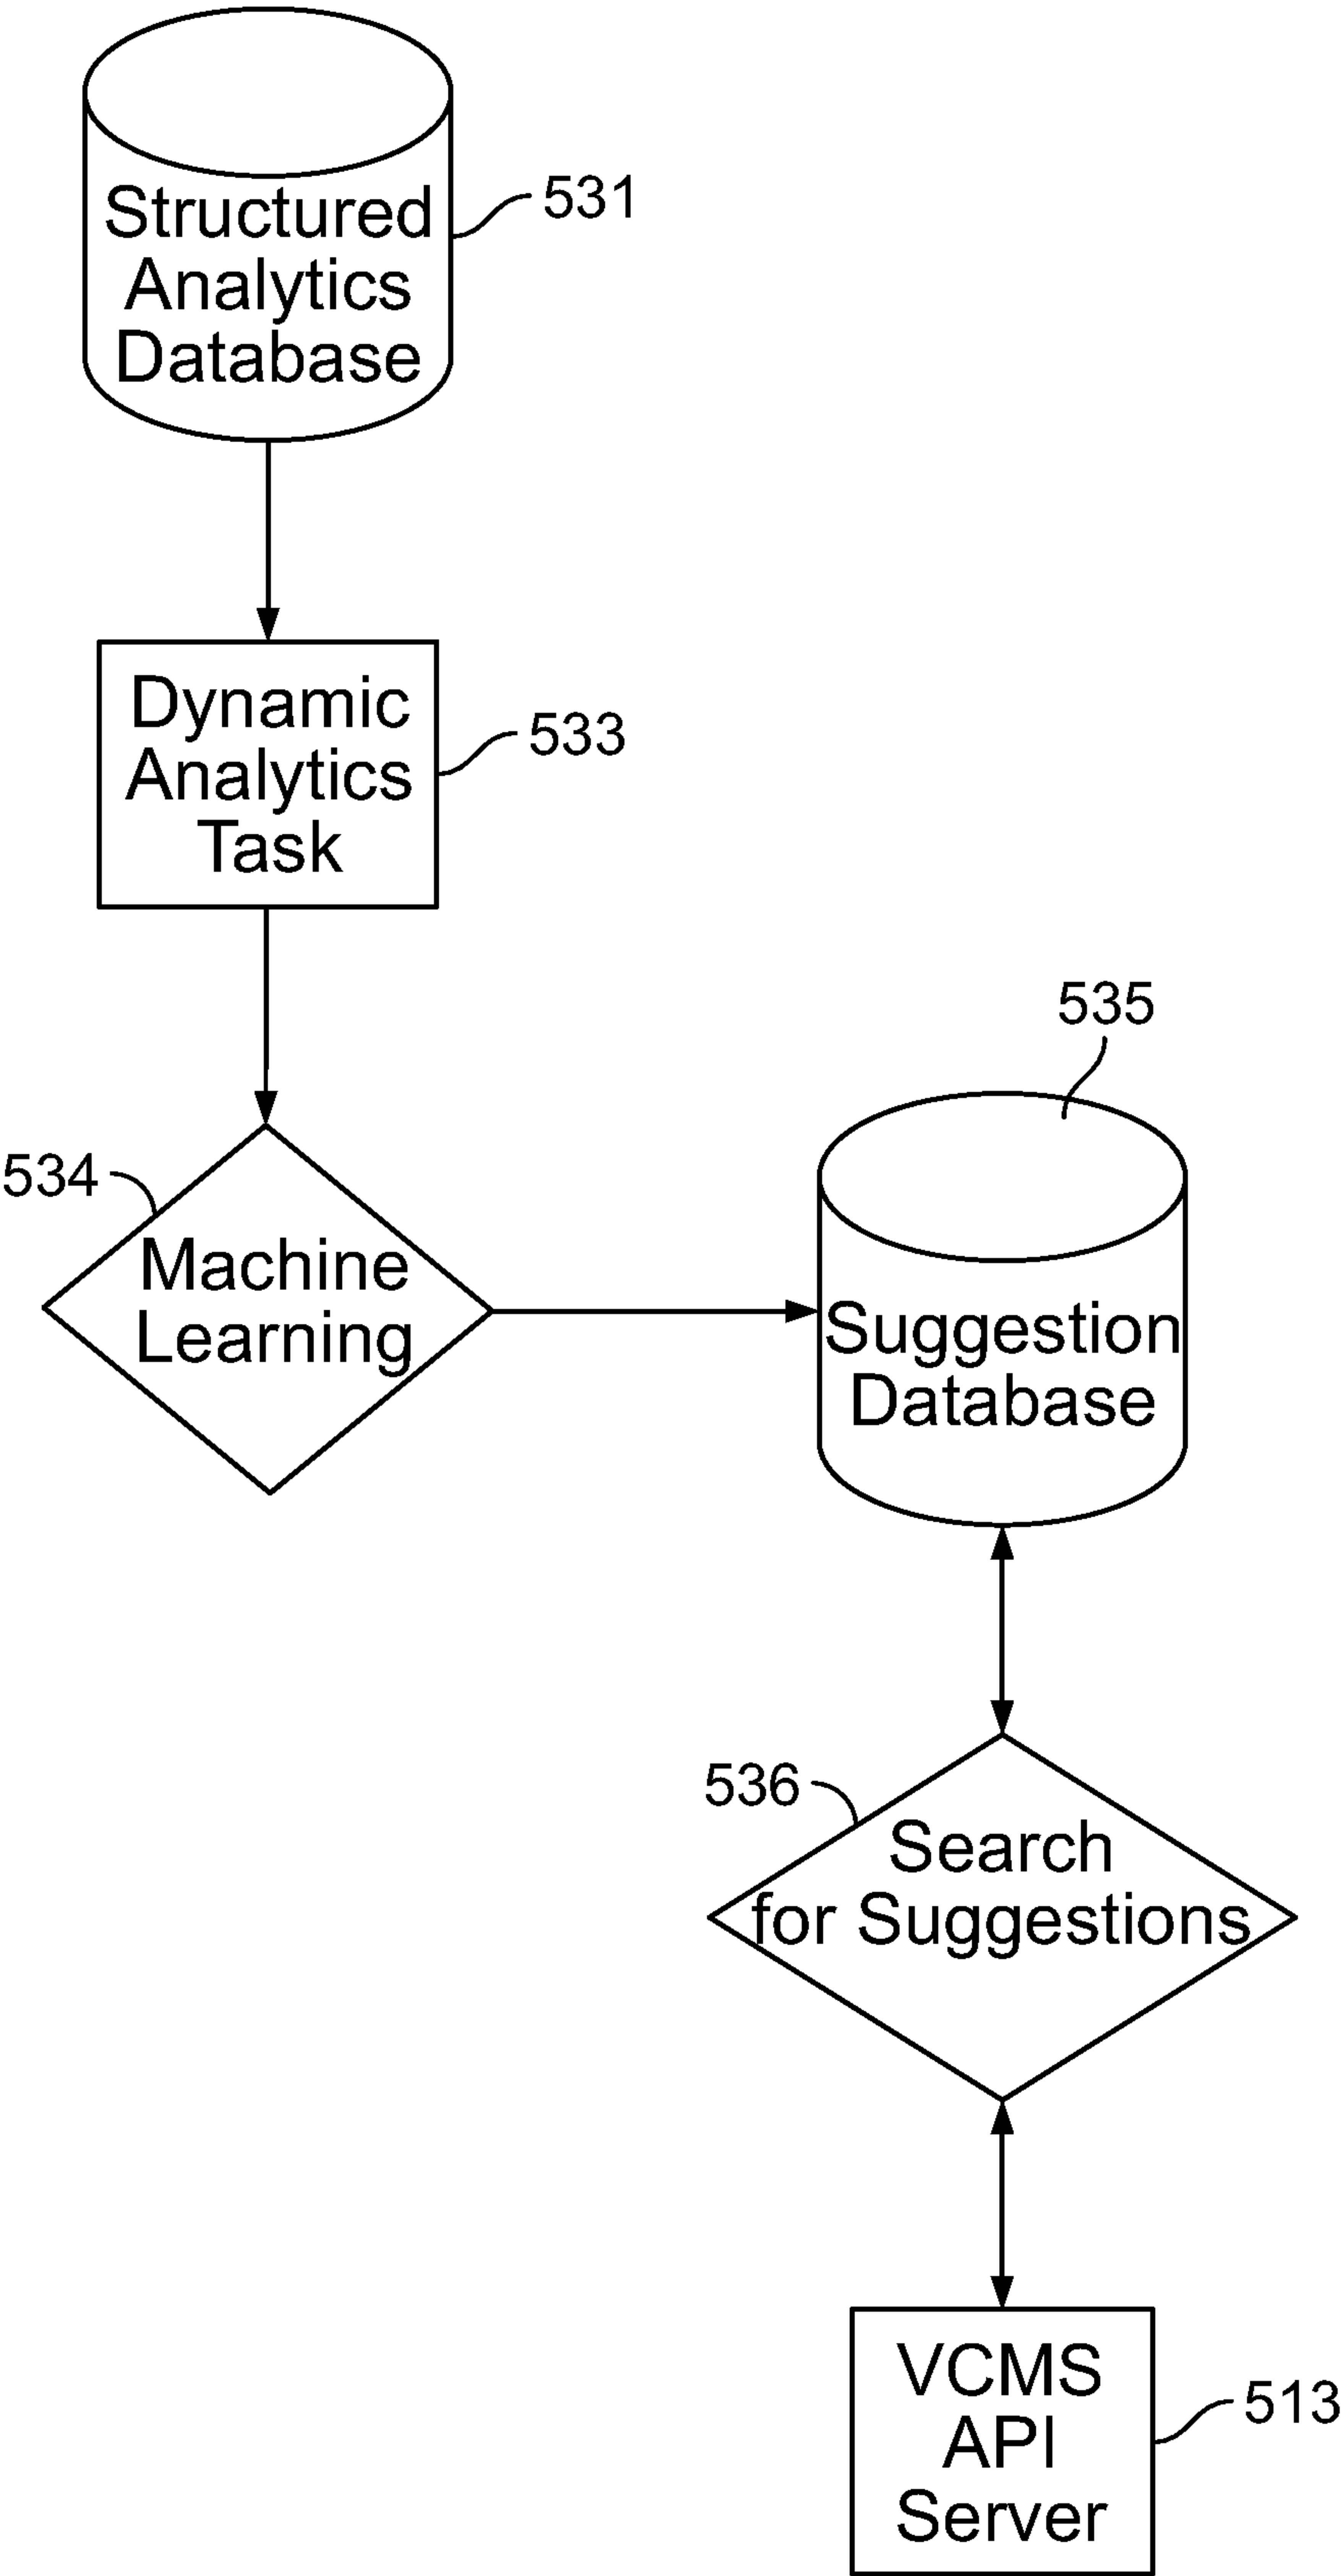 Structured
Analytics
Database
531
Dynamic
Analytics
Task
533
535
534
Machine
Learning
Suggestion
Database
536
Search
for Suggestions
VCMS
API
Server
513